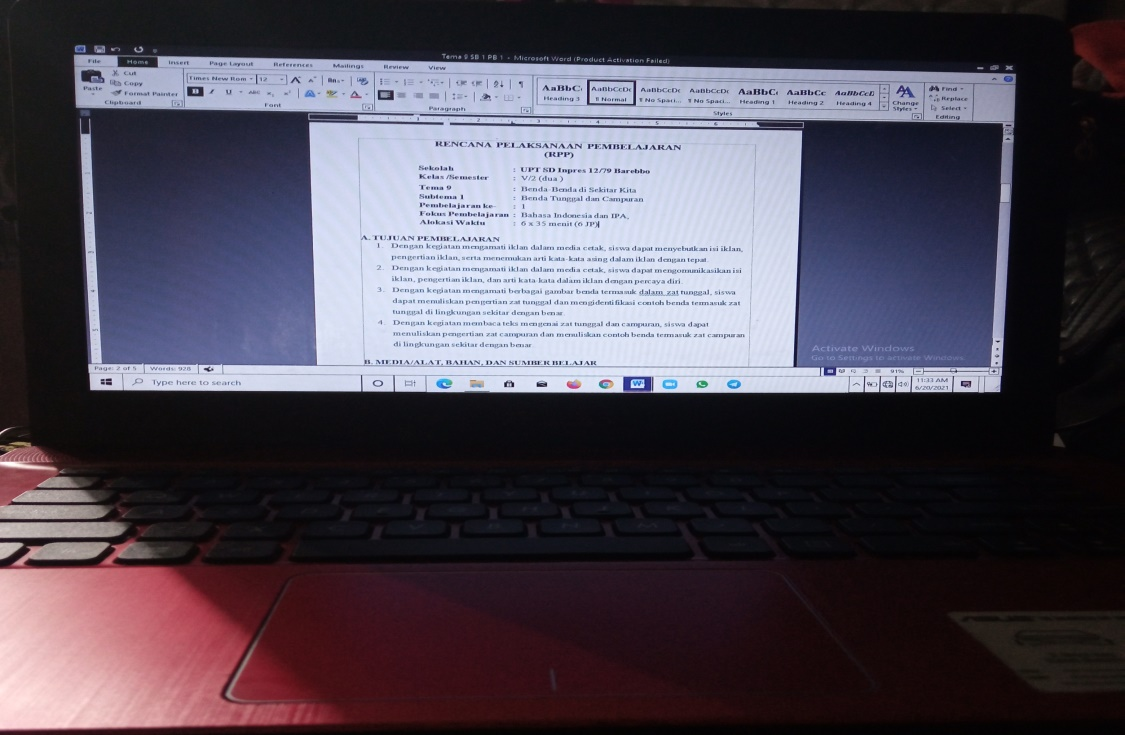 Tema 9 SB 1 PB 1 - Microsoft Word (Product Activation Failed)
File Home Insert Page Layout References Mailings Review View
Paste
Cut
Copy
Format Painter
Clipboard
Times New Rom 12
Font
Paragraph
AaBbC AaBbCcDc AaBbCcDc AaBbCcDc AaBbC AaBbCc AaBbCcD
Heading 3 ¶ Normal ¶ No Spaci... ¶ No Spaci... Heading 1 Heading 2 Heading 4
Styles
Change Styles
Find
Replace
Select
Editing
RENCANA PELAKSANAAN PEMBELAJARAN
(RPP)
Sekolah : UPT SD Inpres 12/79 Barebbo
Kelas /Semester : V/2 (dua )
Tema 9 : Benda-Benda di Sekitar Kita
Subtema 1 : Benda Tunggal dan Campuran
Pembelajaran ke- : 1
Fokus Pembelajaran : Bahasa Indonesia dan IPA,
Alokasi Waktu : 6 x 35 menit (6 JP)
A. TUJUAN PEMBELAJARAN
1. Dengan kegiatan mengamati iklan dalam media cetak, siswa dapat menyebutkan isi iklan,
pengertian iklan, serta menemukan arti kata-kata asing dalam iklan dengan tepat.
2. Dengan kegiatan mengamati iklan dalam media cetak, siswa dapat mengomunikasikan isi
iklan, pengertian iklan, dan arti kata-kata dalam iklan dengan percaya diri.
3. Dengan kegiatan mengamati berbagai gambar benda termasuk dalam zat tunggal, siswa
dapat menuliskan pengertian zat tunggal dan mengidentifikasi contoh benda termasuk zat
tunggal di lingkungan sekitar dengan benar.
4. Dengan kegiatan membaca teks mengenai zat tunggal dan campuran, siswa dapat
menuliskan pengertian zat campuran dan menuliskan contoh benda termasuk zat campuran
di lingkungan sekitar dengan benar.
B. MEDIA/ALAT, BAHAN, DAN SUMBER BELAJAR
Activate Windows
Go to Settings to activate Windows.
Page: 2 of 5 Words: 928
91%
Type here to search
11:33 AM
6/20/2021